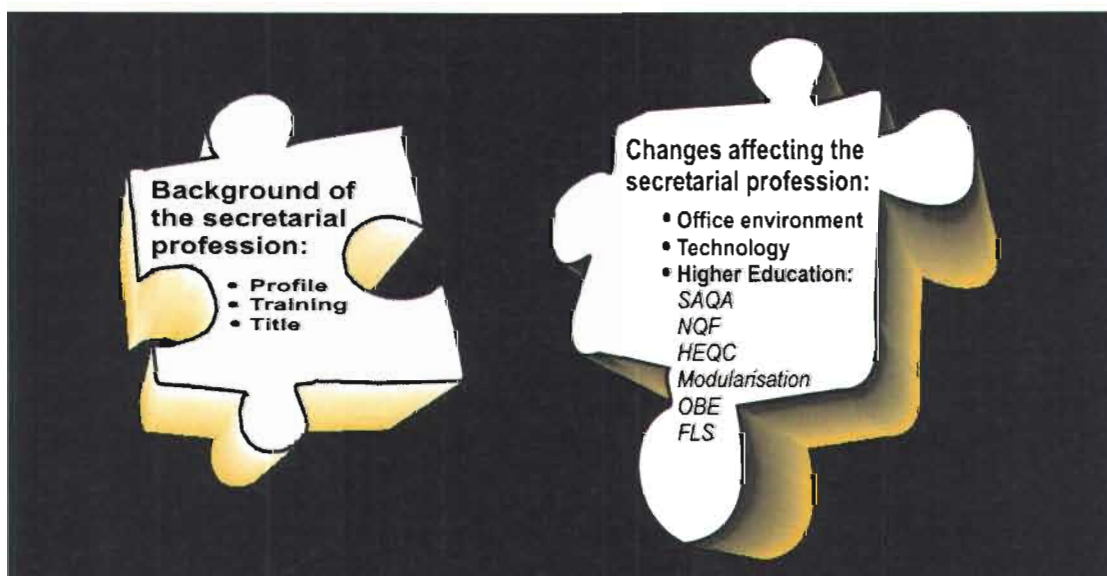 Background of
the secretarial
profession:
• Profile
• Training
• Title
Changes affecting the
secretarial profession:
• Office environment
• Technology
• Higher Education:
SAQA
NQF
HEQC
Modularisation
OBE
FLS